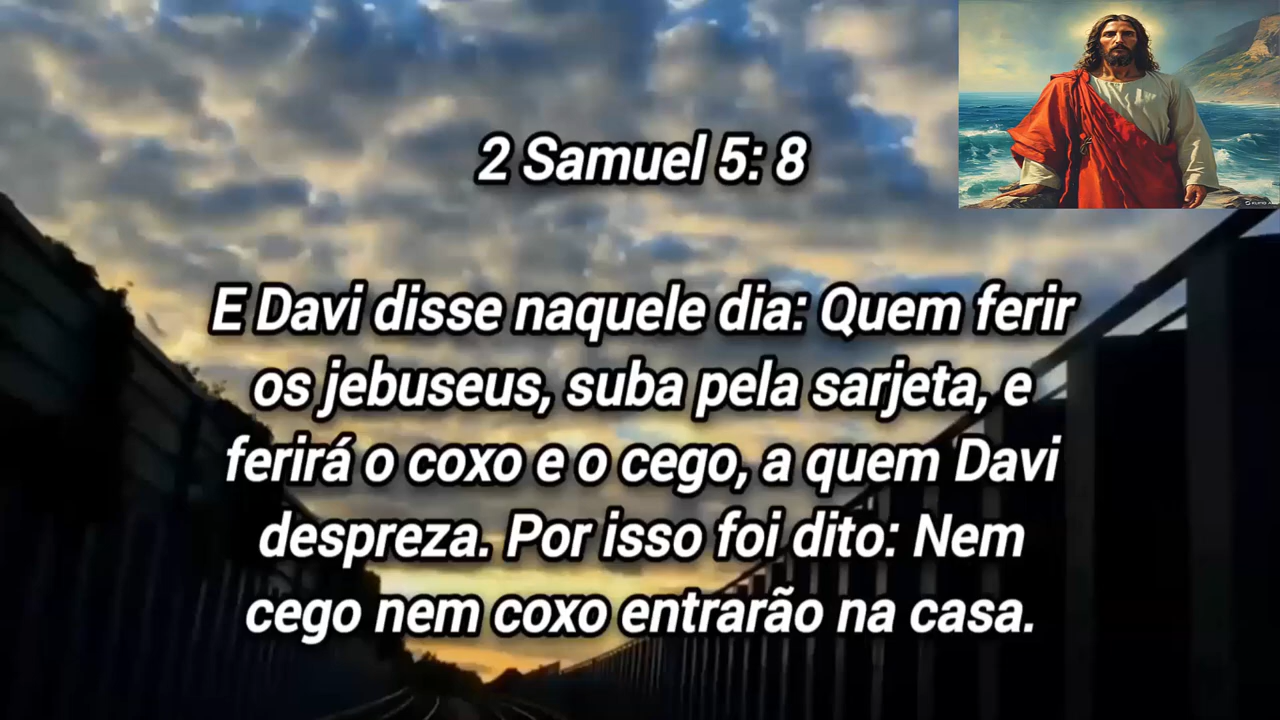 2 Samuel 5: 8
E Davi disse naquele dia: Quem ferir
os jebuseus, suba pela sarjeta, e
ferirá o coxo e o cego, a quem Davi
despreza. Por isso foi dito: Nem
cego nem coxo entrarão na casa.